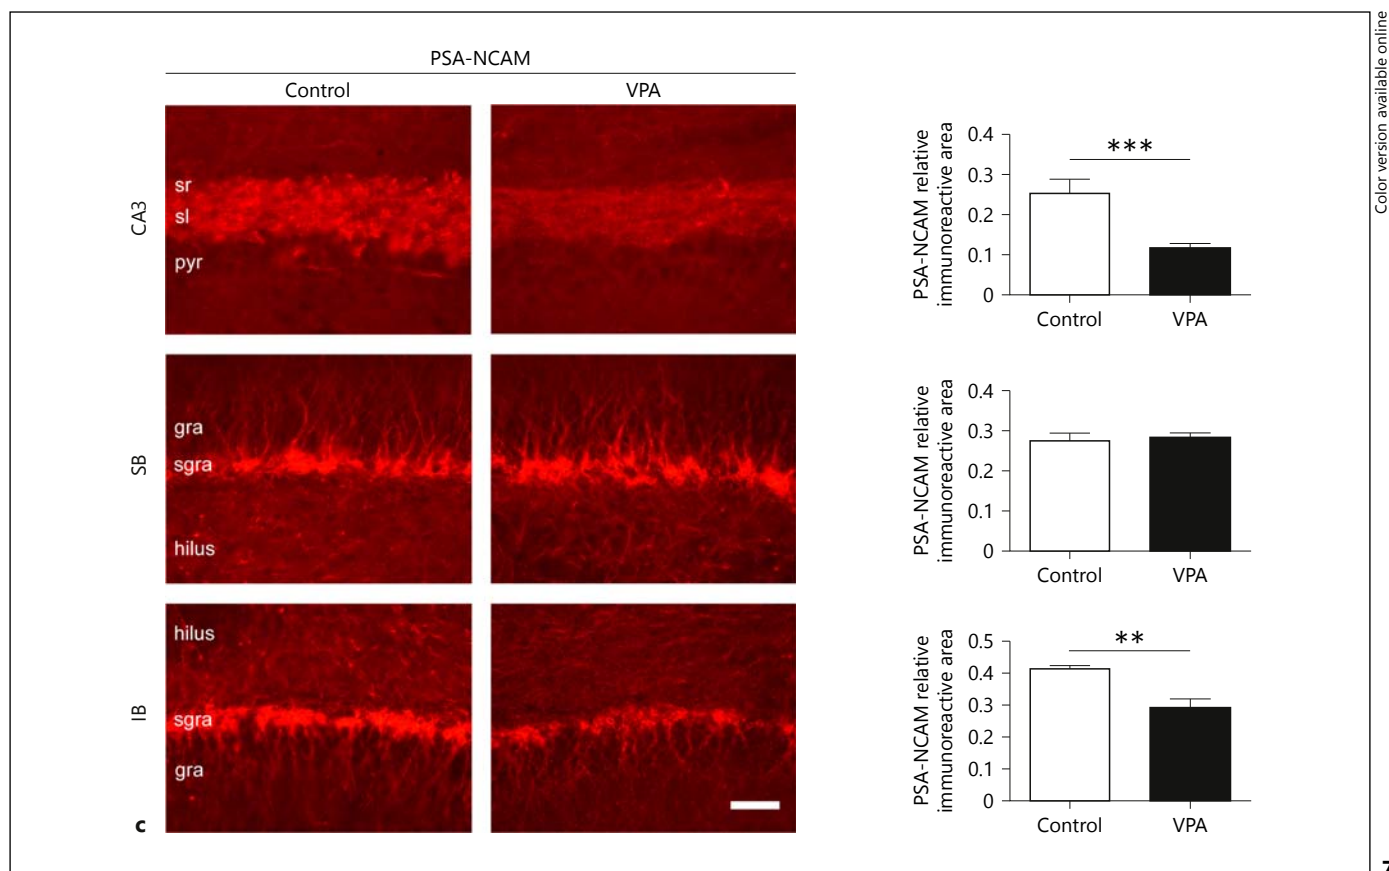 PSA-NCAM
Control VPA
CA3
sr
sl
pyr
PSA-NCAM relative
immunoreactive area
0.4
0.3
0.2
0.1
0
***
Control VPA
SB
gra
sgra
hilus
PSA-NCAM relative
immunoreactive area
0.4
0.3
0.2
0.1
0
Control VPA
IB
hilus
sgra
gra
PSA-NCAM relative
immunoreactive area
0.5
0.4
0.3
0.2
0.1
0
**
Control VPA
c
Color version available online